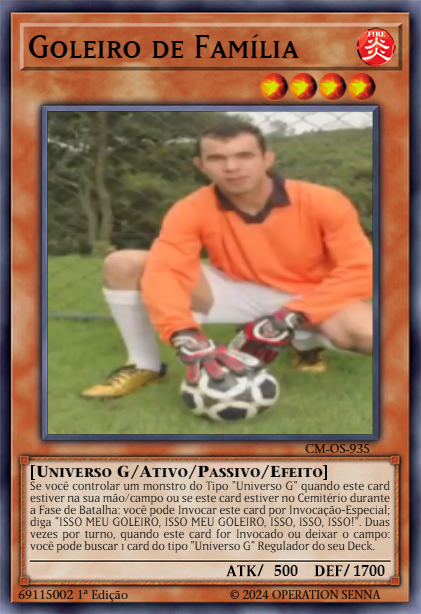 Goleiro de Família
FIRE
炎
CM-OS-935
[Universo G/Ativo/Passivo/Efeito]
Se você controlar um monstro do Tipo "Universo G" quando este card
estiver na sua mão/campo ou se este card estiver no Cemitério durante
a Fase de Batalha: você pode Invocar este card por Invocação-Especial;
diga "ISSO MEU GOLEIRO, ISSO MEU GOLEIRO, ISSO, ISSO, ISSO!". Duas
vezes por turno, quando este card for Invocado ou deixar o campo:
você pode buscar 1 card do tipo "Universo G" Regulador do seu Deck.
ATK/ 500 DEF/1700
69115002 1ª Edição © 2024 OPERATION SENNA